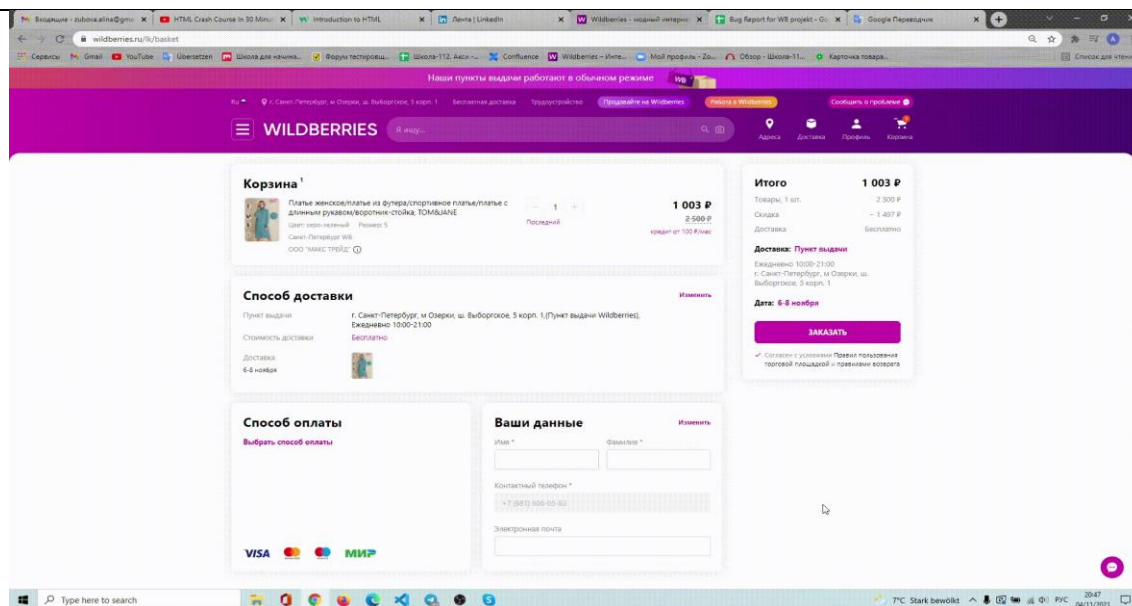 Входящие - zubova.alina@gmo
HTML Crash Course In 30 Minut
Introduction to HTML
Лента | LinkedIn
Wildberries - модный интернет
Bug Report for WB projekt - Go
Google Переводчик
wildberries.ru/lk/basket
Сервисы
Gmail
YouTube
Übersetzen
Школа для начина...
Форум тестировщ...
Школа-112. Акси -...
Confluence
Wildberries – Инте...
Мой профиль - Zo...
Обзор - Школа-11...
Карточка товара...
Список для чтения
Наши пункты выдачи работают в обычном режиме
WB
Ru
г. Санкт-Петербург, м Озерки, ш. Выборгское, 5 корп. 1
Бесплатная доставка
Трудоустройство
Продавайте на Wildberries
Работа в Wildberries
Сообщить о проблеме
WILDBERRIES
Я ищу...
Адреса
Доставка
Профиль
Корзина
Корзина 1
Платье женское/платье из футера/спортивное платье/платье с
длинным рукавом/воротник-стойка, TOM&JANE
Цвет: серо-зеленый Размер: S
Санкт-Петербург WB
ООО "МАКС ТРЕЙД"
− 1 +
Последний
1 003 ₽
2 500 ₽
кредит от 100 ₽/мес
Итого 1 003 ₽
Товары, 1 шт. 2 500 ₽
Скидка − 1 497 ₽
Доставка Бесплатно
Доставка: Пункт выдачи
Ежедневно 10:00-21:00
г. Санкт-Петербург, м Озерки, ш.
Выборгское, 5 корп. 1
Дата: 6-8 ноября
ЗАКАЗАТЬ
Согласен с условиями Правил пользования
торговой площадкой и правилами возврата
Способ доставки
Изменить
Пункт выдачи
г. Санкт-Петербург, м Озерки, ш. Выборгское, 5 корп. 1,(Пункт выдачи Wildberries),
Ежедневно 10:00-21:00
Стоимость доставки
Бесплатно
Доставка
6-8 ноября
Способ оплаты
Выбрать способ оплаты
VISA
МИР
Ваши данные
Изменить
Имя *
Фамилия *
Контактный телефон *
Электронная почта
Type here to search
7°C Stark bewölkt
РУС
20:47
04/11/2021